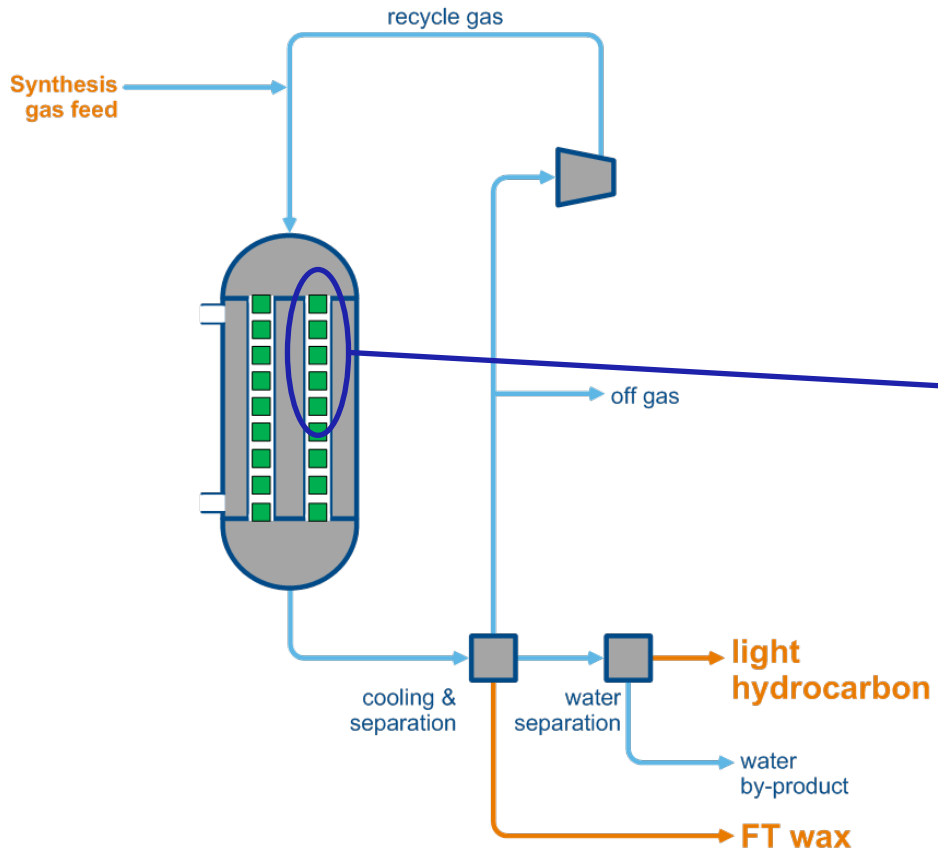 recycle gas
Synthesis
gas feed
off gas
cooling &
separation
water
separation
light
hydrocarbon
water
by-product
FT wax